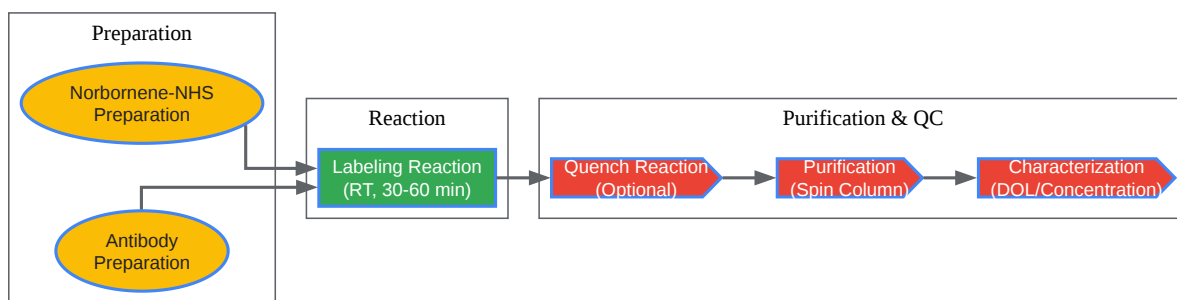 Preparation
Norbornene-NHS
Preparation
Antibody
Preparation
Reaction
Labeling Reaction
(RT, 30-60 min)
Purification & QC
Quench Reaction
(Optional)
Purification
(Spin Column)
Characterization
(DOL/Concentration)